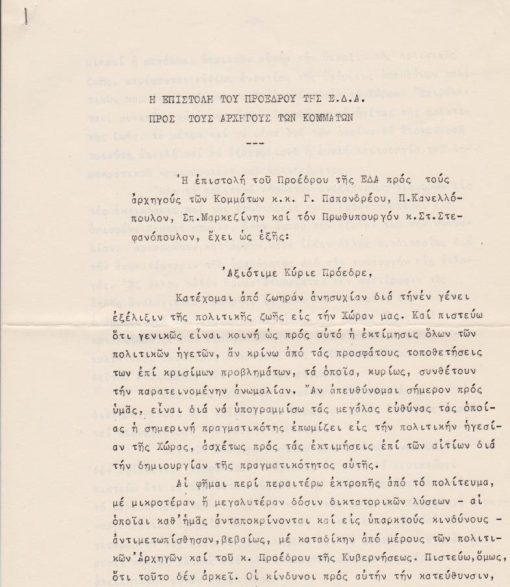 Η ΕΠΙΣΤΟΛΗ ΤΟΥ ΠΡΟΕΔΡΟΥ ΤΗΣ Ε.Δ.Α.
ΠΡΟΣ ΤΟΥΣ ΑΡΧΗΓΟΥΣ ΤΩΝ ΚΟΜΜΑΤΩΝ
---
Ἡ ἐπιστολή τοῦ Προέδρου τῆς ΕΔΑ πρός τούς
ἀρχηγούς τῶν Κομμάτων κ.κ. Γ. Παπανδρέου, Π.Κανελλό-
πουλον, Σπ.Μαρκεζίνην καί τόν Πρωθυπουργόν κ.Στ.Στε-
φανόπουλον, ἔχει ὡς ἑξῆς:
Ἀξιότιμε Κύριε Πρόεδρε,
Κατέχομαι ἀπό ζωηράν ἀνησυχίαν διά τήνἐν γένει
ἐξέλιξιν τῆς πολιτικῆς ζωῆς εἰς τήν Χώραν μας. Καί πιστεύω
ὅτι γενικῶς εἶναι κοινή ὡς πρός αὐτό ἡ ἐκτίμησις ὅλων τῶν
πολιτικῶν ἡγετῶν, ἄν κρίνω ἀπό τάς προσφάτους τοποθετήσεις
των ἐπί κρισίμων προβλημάτων, τά ὁποῖα, κυρίως, συνθέτουν
τήν παρατεινομένην ἀνωμαλίαν. Ἄν ἀπευθύνομαι σήμερον πρός
ὑμᾶς, εἶναι διά νά ὑπογραμμίσω τάς μεγάλας εὐθύνας τάς ὁποί-
ας ἡ σημερινή πραγματικότης ἐπωμίζει εἰς τήν πολιτικήν ἡγεσί-
αν τῆς Χώρας, ἀσχέτως πρός τάς ἐκτιμήσεις ἐπί τῶν αἰτίων διά
τήν δημιουργίαν τῆς πραγματικότητος αὐτῆς.
Αἱ φῆμαι περί περαιτέρω ἐκτροπῆς ἀπό τό πολίτευμα,
μέ μικροτέραν ἤ μεγαλυτέραν δόσιν δικτατορικῶν λύσεων - αἱ
ὁποῖαι καθ'ἡμᾶς ἀνταποκρίνονται καί εἰς ὑπαρκτούς κινδύνους -
ἀντιμετωπίσθησαν,βεβαίως, μέ καταδίκην ἀπό μέρους τῶν πολιτι-
κῶν Ἀρχηγῶν καί τοῦ κ. Προέδρου τῆς Κυβερνήσεως. Πιστεύω,ὅμως,
ὅτι τοῦτο δέν ἀρκεῖ. Οἱ κίνδυνοι πρός αὐτήν τήν κατεύθυνσιν,